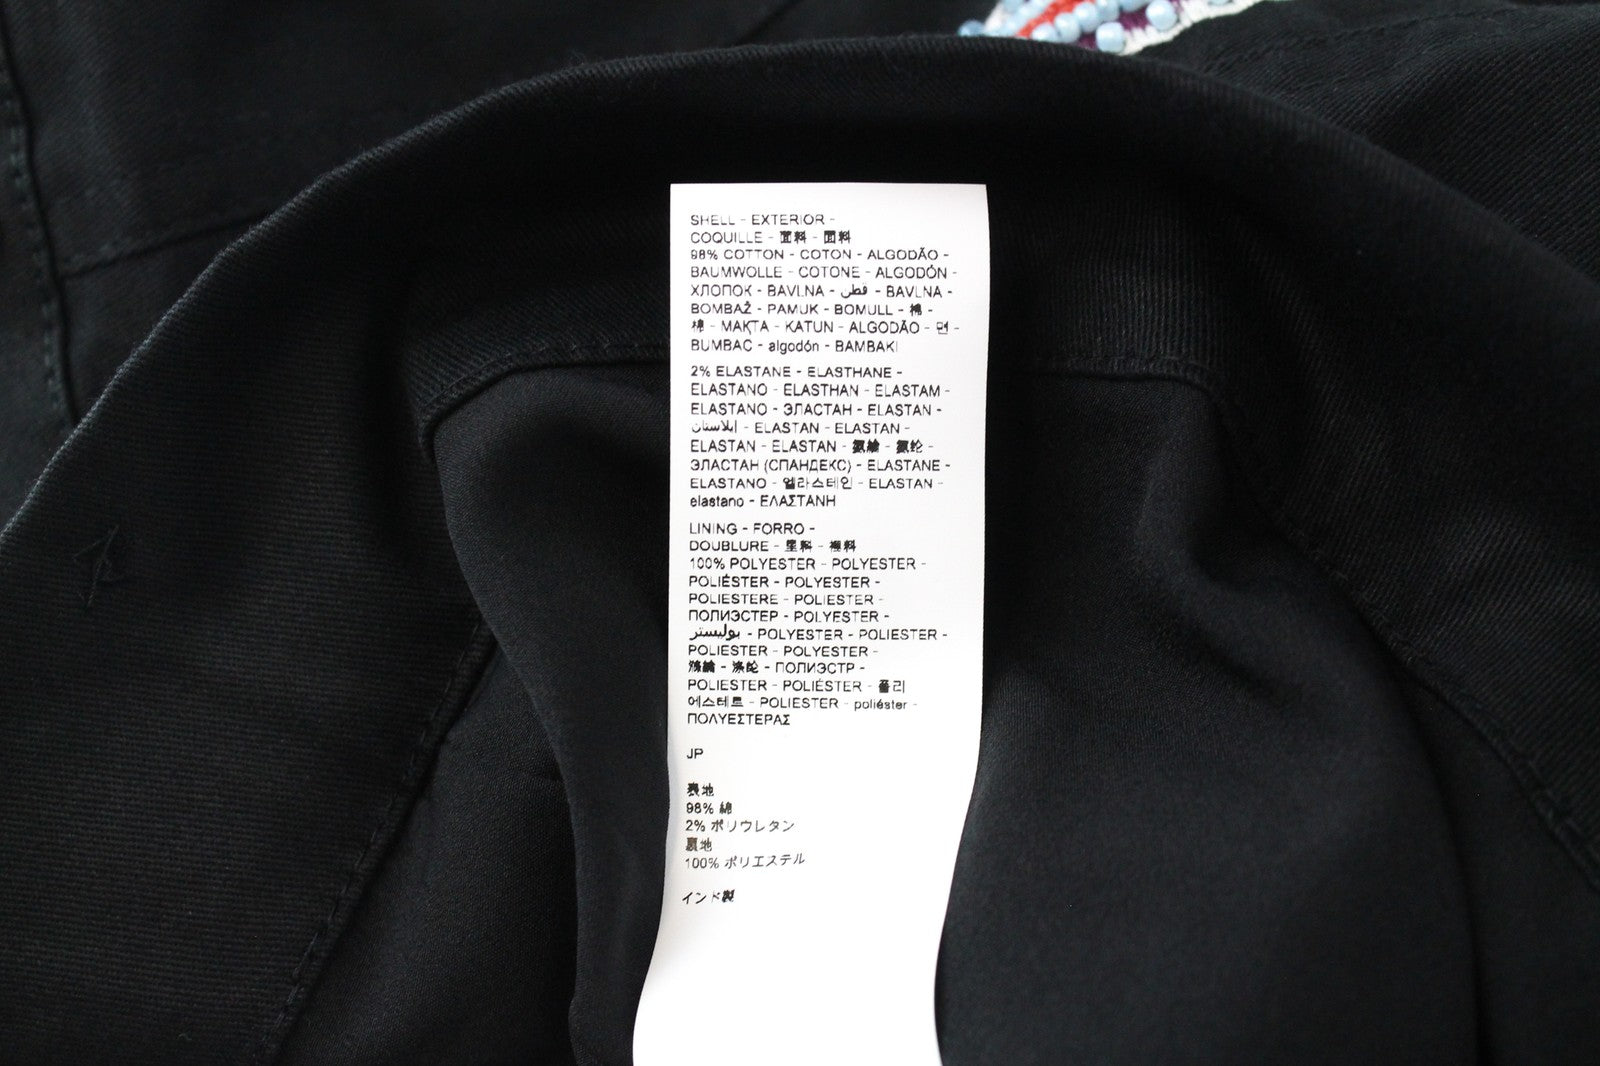 SHELL - EXTERIOR -
COQUILLE - 面料 - 面料
98% COTTON - COTON - ALGODÃO -
BAUMWOLLE - COTONE - ALGODÓN -
ХЛОПОК - BAVLNA - قطن - BAVLNA -
BOMBAŽ - PAMUK - BOMULL - 棉 -
棉 - МАҚТА - KATUN - ALGODÃO - 면 -
BUMBAC - algodón - BAMBAKI
2% ELASTANE - ELASTHANE -
ELASTANO - ELASTHAN - ELASTAM -
ELASTANO - ЭЛАСТАН - ELASTAN -
إيلاستان - ELASTAN - ELASTAN -
ELASTAN - ELASTAN - 氨綸 - 氨纶 -
ЭЛАСТАН (СПАНДЕКС) - ELASTANE -
ELASTANO - 엘라스테인 - ELASTAN -
elastano - ΕΛΑΣΤΑΝΗ
LINING - FORRO -
DOUBLURE - 里料 - 裡料
100% POLYESTER - POLYESTER -
POLIÉSTER - POLYESTER -
POLIESTERE - POLIESTER -
ПОЛИЭСТЕР - POLYESTER -
بوليستر - POLYESTER - POLIESTER -
POLIESTER - POLYESTER -
滌綸 - 涤纶 - ПОЛИЭСТР -
POLIESTER - POLIÉSTER - 폴리
에스테르 - POLIESTER - poliéster -
ΠΟΛΥΕΣΤΕΡΑΣ
JP
表地
98% 綿
2% ポリウレタン
裏地
100% ポリエステル
インド製